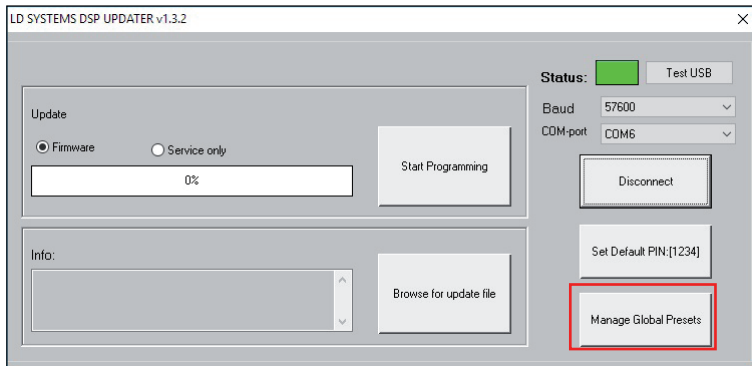 LD SYSTEMS DSP UPDATER v1.3.2
Status:
Test USB
Baud
57600
COM-port
COM6
Update
Firmware
Service only
0%
Start Programming
Disconnect
Info:
Browse for update file
Set Default PIN:[1234]
Manage Global Presets